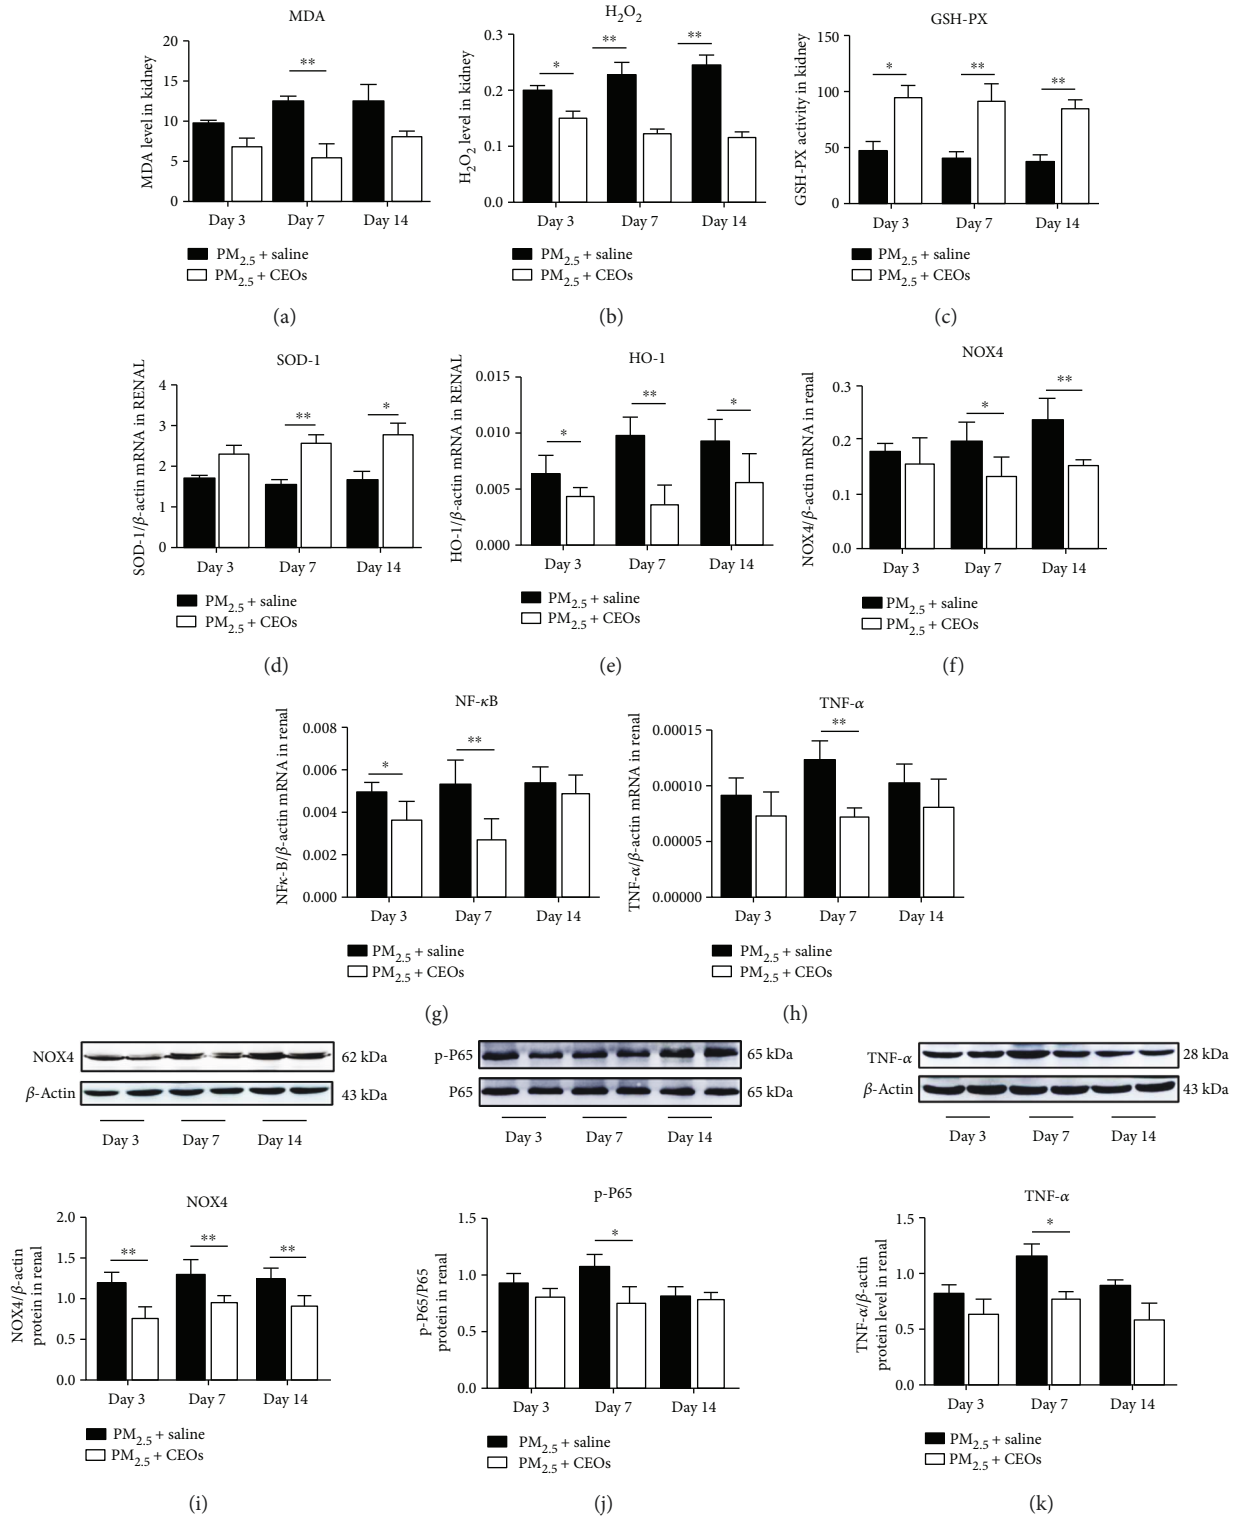 MDA
MDA level in kidney
20
15
10
5
0
**
Day 3 Day 7 Day 14
PM2.5 + saline
PM2.5 + CEOs
(a)
H2O2
H2O2 level in kidney
0.3
0.2
0.1
0.0
* ** **
Day 3 Day 7 Day 14
PM2.5 + saline
PM2.5 + CEOs
(b)
GSH-PX
GSH-PX activity in kidney
150
100
50
0
* ** **
Day 3 Day 7 Day 14
PM2.5 + saline
PM2.5 + CEOs
(c)
SOD-1
SOD-1/β-actin mRNA in RENAL
4
3
2
1
0
** *
Day 3 Day 7 Day 14
PM2.5 + saline
PM2.5 + CEOs
(d)
HO-1
HO-1/β-actin mRNA in RENAL
0.015
0.010
0.005
0.000
* ** *
Day 3 Day 7 Day 14
PM2.5 + saline
PM2.5 + CEOs
(e)
NOX4
NOX4/β-actin mRNA in renal
0.3
0.2
0.1
0.0
* **
Day 3 Day 7 Day 14
PM2.5 + saline
PM2.5 + CEOs
(f)
NF-κB
NFκ-B/β-actin mRNA in renal
0.008
0.006
0.004
0.002
0.000
* **
Day 3 Day 7 Day 14
PM2.5 + saline
PM2.5 + CEOs
(g)
TNF-α
TNF-α/β-actin mRNA in renal
0.00015
0.00010
0.00005
0.00000
**
Day 3 Day 7 Day 14
PM2.5 + saline
PM2.5 + CEOs
(h)
NOX4 62 kDa
β-Actin 43 kDa
Day 3 Day 7 Day 14
NOX4
NOX4/β-actin
protein in renal
2.0
1.5
1.0
0.5
0.0
** ** **
Day 3 Day 7 Day 14
PM2.5 + saline
PM2.5 + CEOs
(i)
p-P65 65 kDa
P65 65 kDa
Day 3 Day 7 Day 14
p-P65
p-P65/P65
protein in renal
1.5
1.0
0.5
0.0
*
Day 3 Day 7 Day 14
PM2.5 + saline
PM2.5 + CEOs
(j)
TNF-α 28 kDa
β-Actin 43 kDa
Day 3 Day 7 Day 14
TNF-α
TNF-α/β-actin
protein level in renal
1.5
1.0
0.5
0.0
*
Day 3 Day 7 Day 14
PM2.5 + saline
PM2.5 + CEOs
(k)